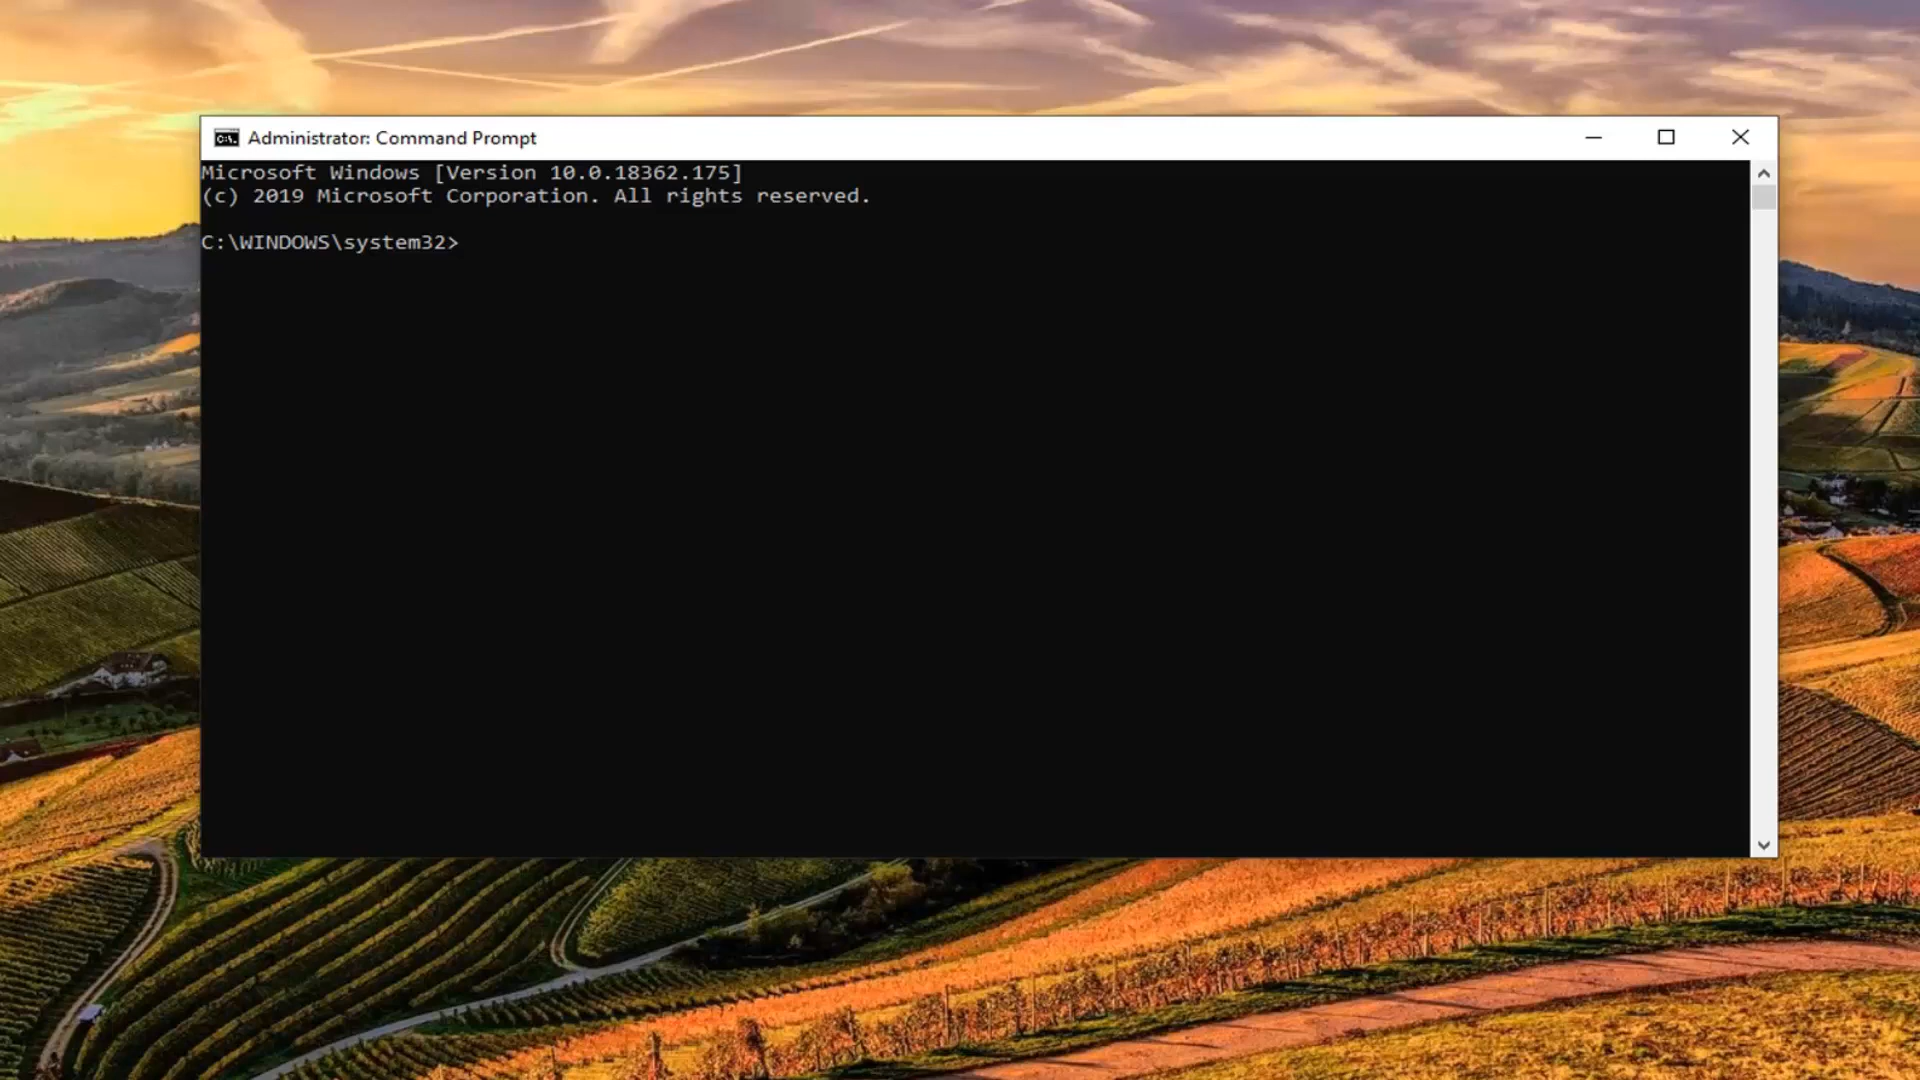 Administrator: Command Prompt
Microsoft Windows [Version 10.0.18362.175]
(c) 2019 Microsoft Corporation. All rights reserved.
C:\WINDOWS\system32>